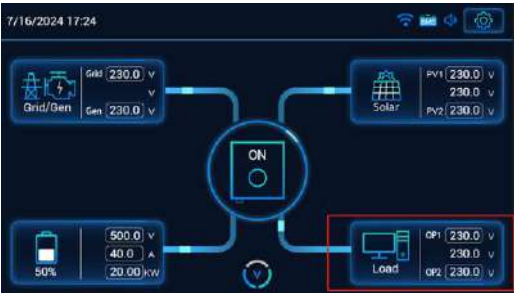 7/16/2024 17:24
Grid 230.0 V
V
Gen 230.0 V
Grid/Gen
PV1 230.0 V
230.0 V
PV2 230.0 V
Solar
ON
500.0 V
40.0 A
20.00 KW
50%
V
OP1 230.0 V
230.0 V
OP2 230.0 V
Load